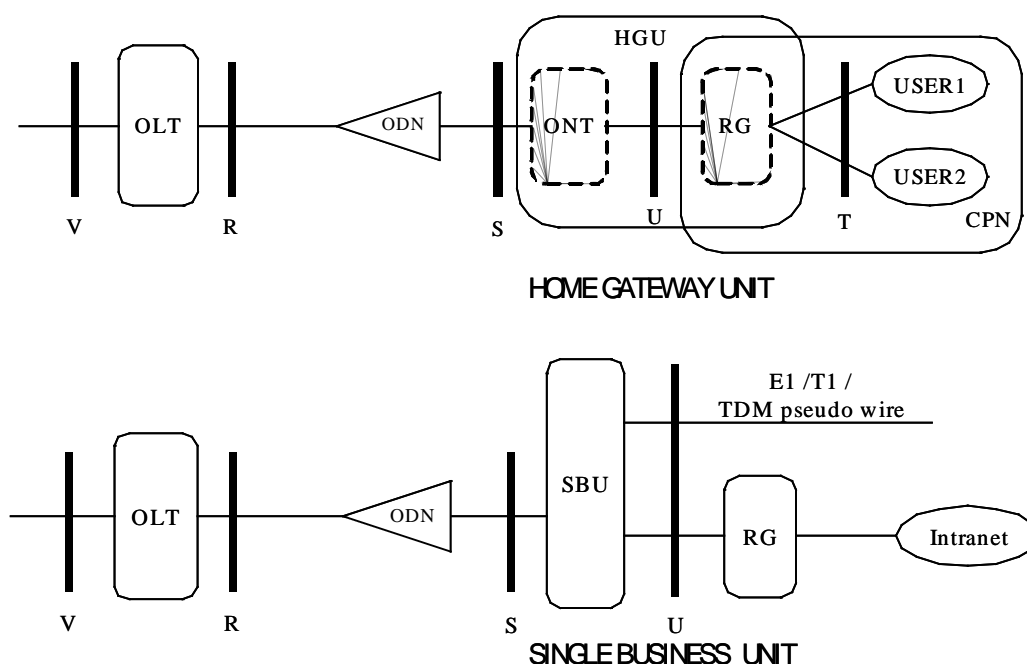 HGU
OLT
ODN
ONT
RG
USER1
USER2
CPN
V
R
S
U
T
HOME GATEWAY UNIT
E1 /T1 /
TDM pseudo wire
OLT
ODN
SBU
RG
Intranet
V
R
S
U
SINGLE BUSINESS UNIT